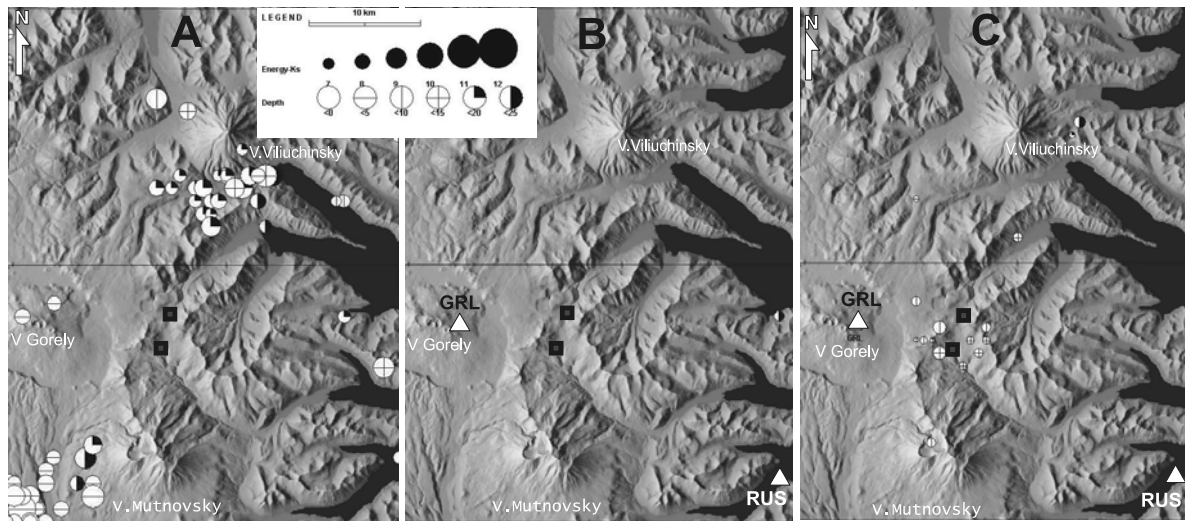 N
A
LEGEND
10 km
Energy-Ks
7 8 9 10 11 12
Depth
<0 <5 <10 <15 <20 <25
V.Viliuchinsky
V Gorely
V.Mutnovsky
B
V.Viliuchinsky
GRL
V Gorely
RUS
V.Mutnovsky
N
C
V.Viliuchinsky
GRL
GRL
V Gorely
RUS
V.Mutnovsky